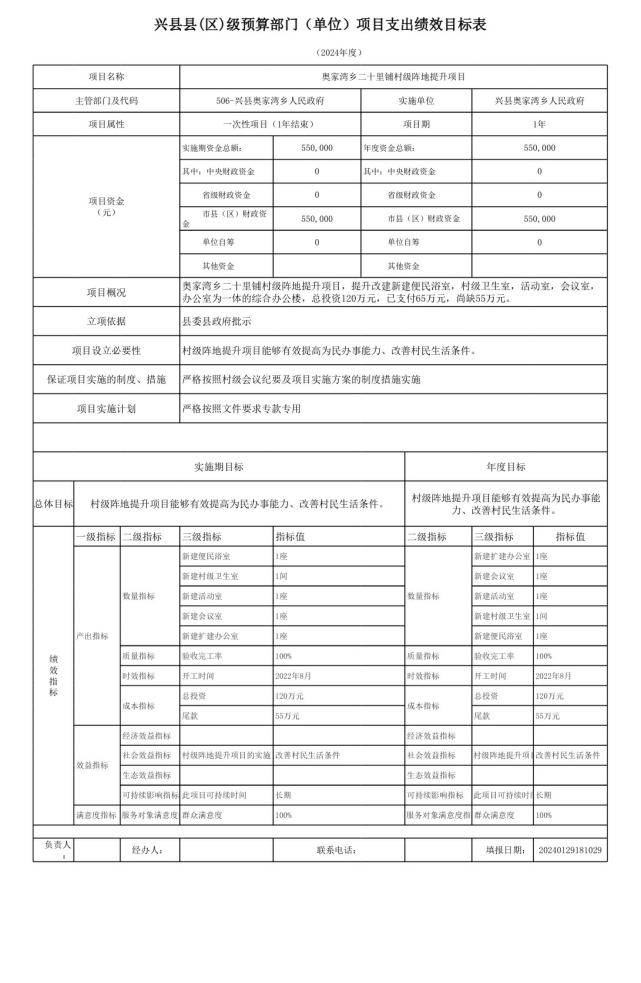 兴县县(区)级预算部门（单位）项目支出绩效目标表
（2024年度）
项目名称 奥家湾乡二十里铺村级阵地提升项目
主管部门及代码 506-兴县奥家湾乡人民政府 实施单位 兴县奥家湾乡人民政府
项目属性 一次性项目（1年结束） 项目期 1年
项目资金
（元）
实施期资金总额： 550,000 年度资金总额： 550,000
其中：中央财政资金 0 其中：中央财政资金 0
省级财政资金 0 省级财政资金 0
市县（区）财政资
金 550,000 市县（区）财政资金 550,000
单位自筹 0 单位自筹 0
其他资金 其他资金
项目概况 奥家湾乡二十里铺村级阵地提升项目，提升改建新建便民浴室，村级卫生室，活动室，会议室，
办公室为一体的综合办公楼，总投资120万元，已支付65万元，尚缺55万元。
立项依据 县委县政府批示
项目设立必要性 村级阵地提升项目能够有效提高为民办事能力、改善村民生活条件。
保证项目实施的制度、措施 严格按照村级会议纪要及项目实施方案的制度措施实施
项目实施计划 严格按照文件要求专款专用
实施期目标 年度目标
总体目标 村级阵地提升项目能够有效提高为民办事能力、改善村民生活条件。 村级阵地提升项目能够有效提高为民办事能
力、改善村民生活条件。
绩效指标
一级指标 二级指标 三级指标 指标值 二级指标 三级指标 指标值
产出指标 数量指标 新建便民浴室 1座 数量指标 新建扩建办公室 1座
新建村级卫生室 1间 新建会议室 1座
新建活动室 1座 新建活动室 1座
新建会议室 1座 新建村级卫生室 1间
新建扩建办公室 1座 新建便民浴室 1座
质量指标 验收完工率 100% 质量指标 验收完工率 100%
时效指标 开工时间 2022年8月 时效指标 开工时间 2022年8月
成本指标 总投资 120万元 成本指标 总投资 120万元
尾款 55万元 尾款 55万元
效益指标 经济效益指标 经济效益指标
社会效益指标 村级阵地提升项目的实施 改善村民生活条件 社会效益指标 村级阵地提升项 改善村民生活条件
生态效益指标 生态效益指标
可持续影响指标 此项目可持续时间 长期 可持续影响指标 此项目可持续时 长期
满意度指标 服务对象满意度 群众满意度 100% 服务对象满意度指 群众满意度 100%
负责人
： 经办人： 联系电话： 填报日期： 20240129181029